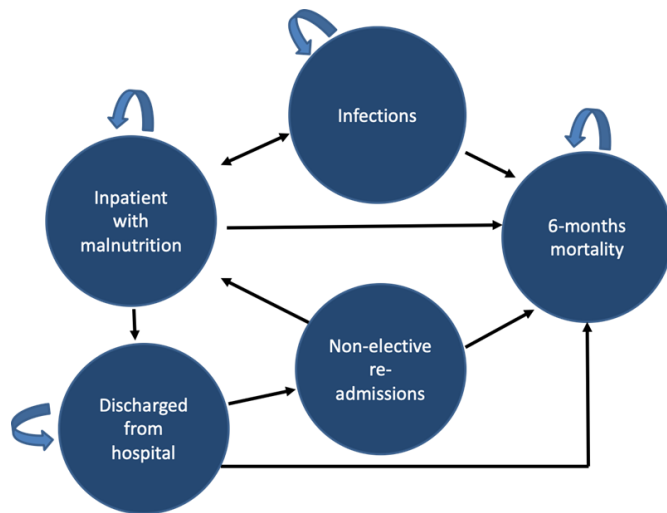 Infections
Inpatient
with
malnutrition
6-months
mortality
Non-elective
re-
admissions
Discharged
from
hospital